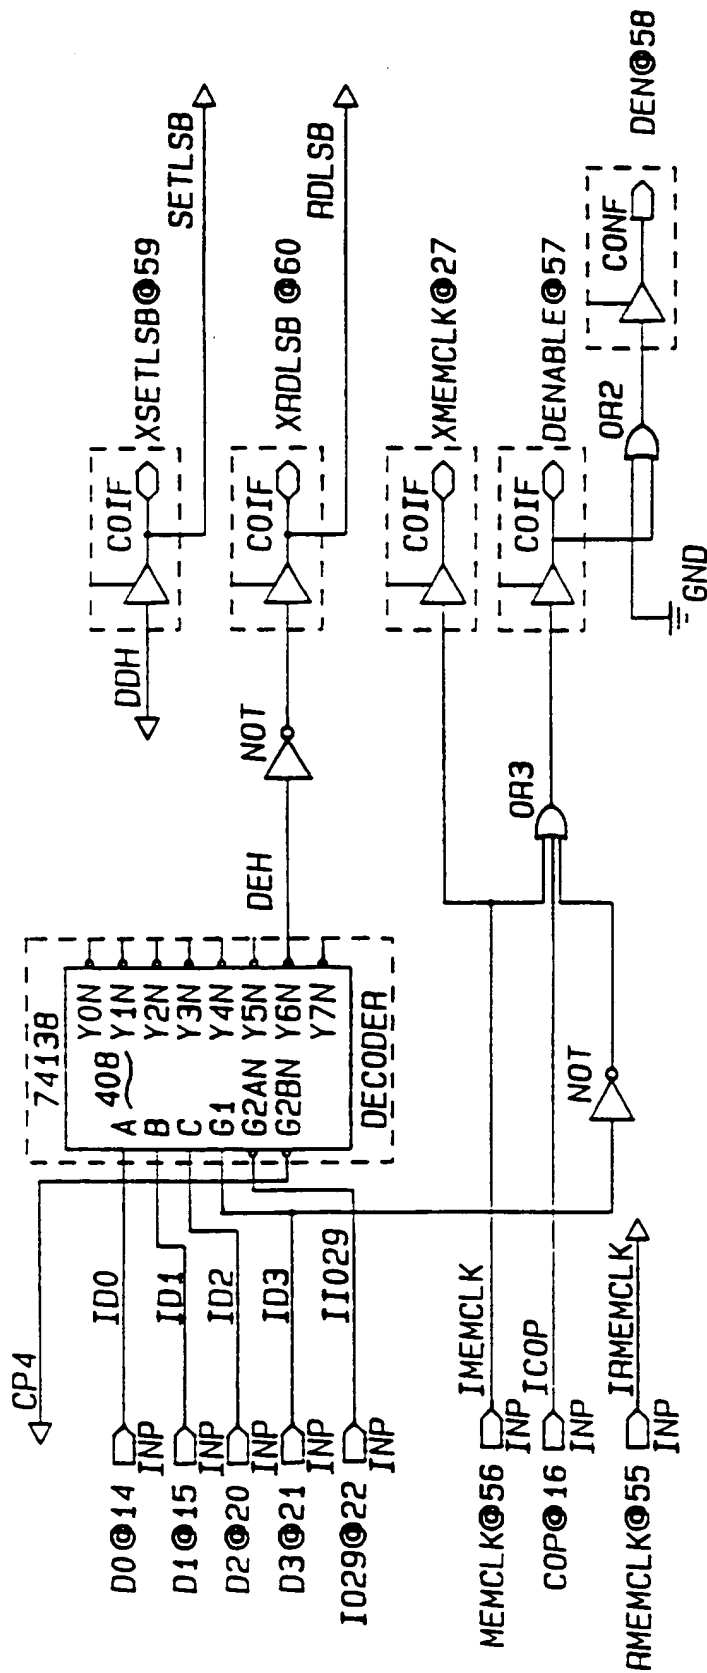 CP4
D0@14
INP
ID0
D1@15
INP
ID1
D2@20
INP
ID2
D3@21
INP
ID3
IO29@22
INP
IIO29
74138
408
A
B
C
G1
G2AN
G2BN
Y0N
Y1N
Y2N
Y3N
Y4N
Y5N
Y6N
Y7N
DECODER
DEH
NOT
DDH
COIF
XSETLSB@59
SETLSB
COIF
XRDLSB @60
RDLSB
MEMCLK@56
INP
IMEMCLK
COP@16
INP
ICOP
RMEMCLK@55
INP
IRMEMCLK
NOT
OR3
COIF
XMEMCLK@27
COIF
DENABLE@57
OR2
GND
CONF
DEN@58